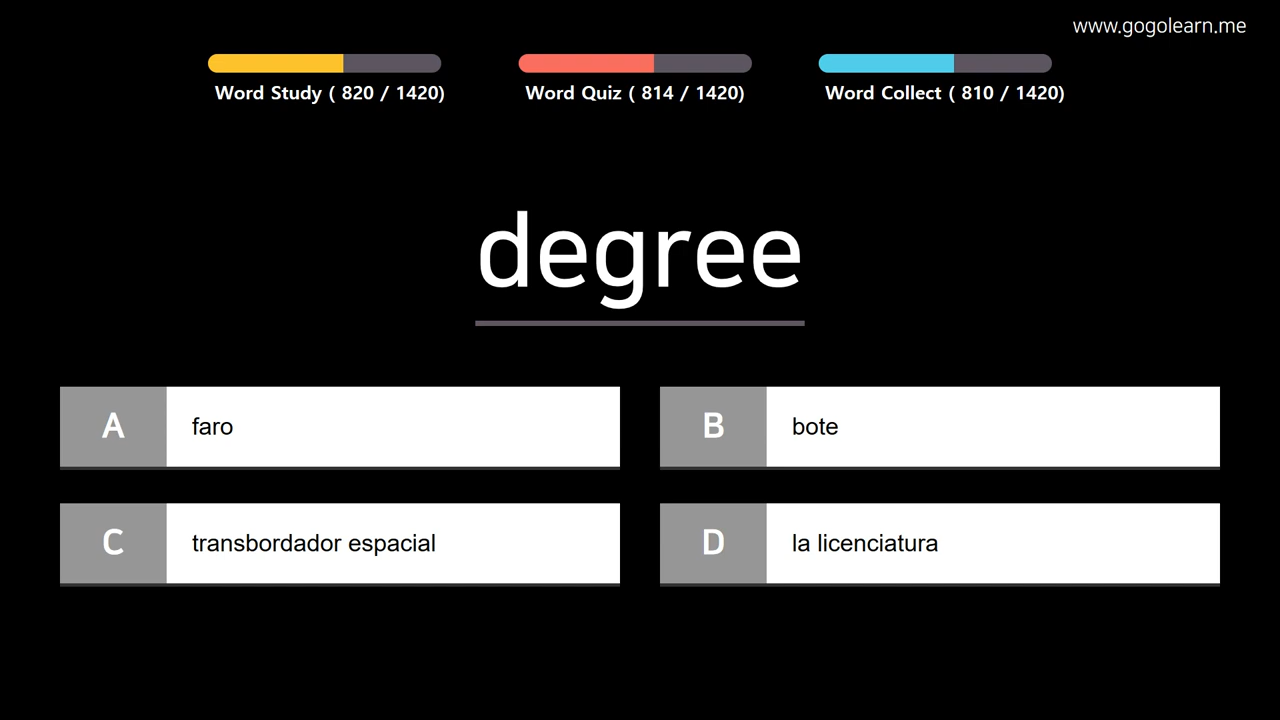 www.gogolearn.me
Word Study ( 820 / 1420)
Word Quiz ( 814 / 1420)
Word Collect ( 810 / 1420)
degree
A
faro
B
bote
C
transbordador espacial
D
la licenciatura